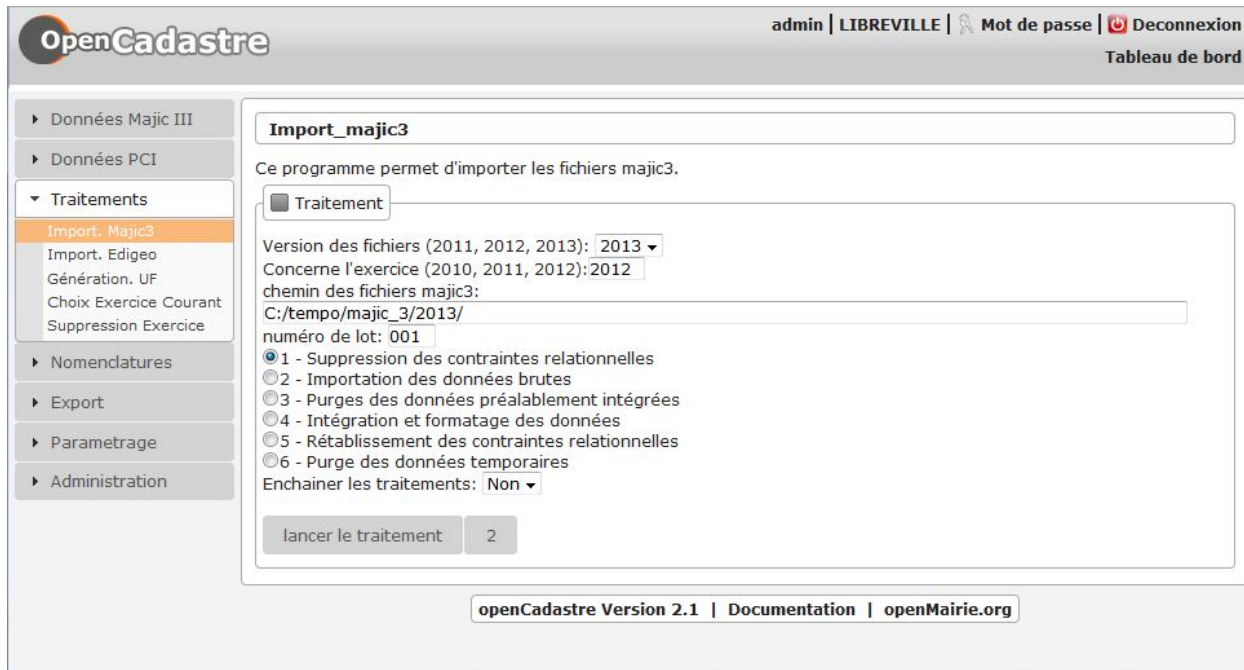 OpenCadastre
admin | LIBREVILLE | Mot de passe | Deconnexion
Tableau de bord
Données Majic III
Données PCI
Traitements
Import. Majic3
Import. Edigeo
Génération. UF
Choix Exercice Courant
Suppression Exercice
Nomenclatures
Export
Parametrage
Administration
Import_majic3
Ce programme permet d'importer les fichiers majic3.
Traitement
Version des fichiers (2011, 2012, 2013): 2013
Concerne l'exercice (2010, 2011, 2012): 2012
chemin des fichiers majic3:
C:/tempo/majic_3/2013/
numéro de lot: 001
1 - Suppression des contraintes relationnelles
2 - Importation des données brutes
3 - Purges des données préalablement intégrées
4 - Intégration et formatage des données
5 - Rétablissement des contraintes relationnelles
6 - Purge des données temporaires
Enchainer les traitements: Non
lancer le traitement 2
openCadastre Version 2.1 | Documentation | openMairie.org